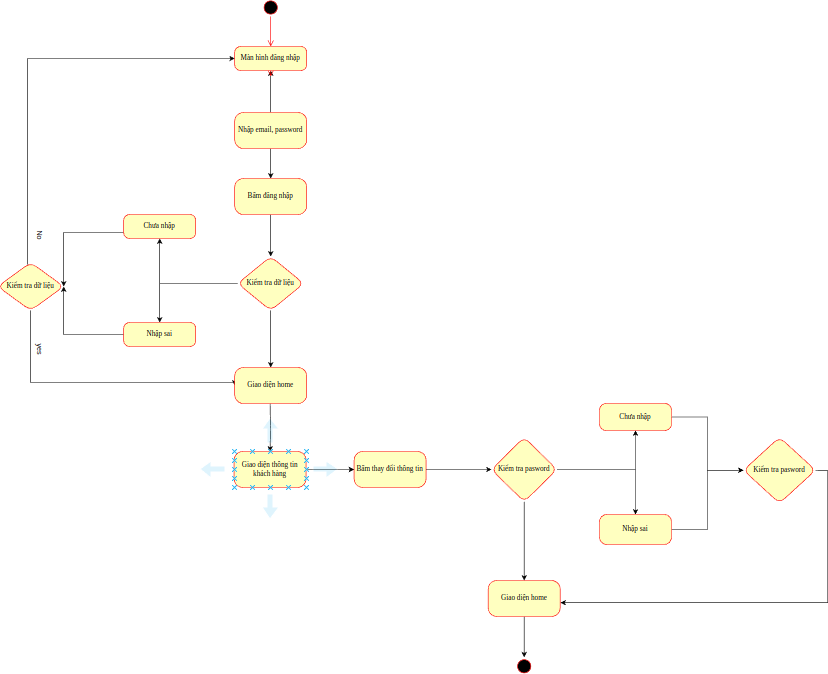 Màn hình đăng nhập
Nhập email, password
Bấm đăng nhập
Chưa nhập
No
Kiểm tra dữ liệu
Kiểm tra dữ liệu
Nhập sai
yes
Giao diện home
Giao diện thông tin
khách hàng
Bấm thay đổi thông tin
Kiểm tra pasword
Chưa nhập
Kiểm tra pasword
Nhập sai
Giao diện home